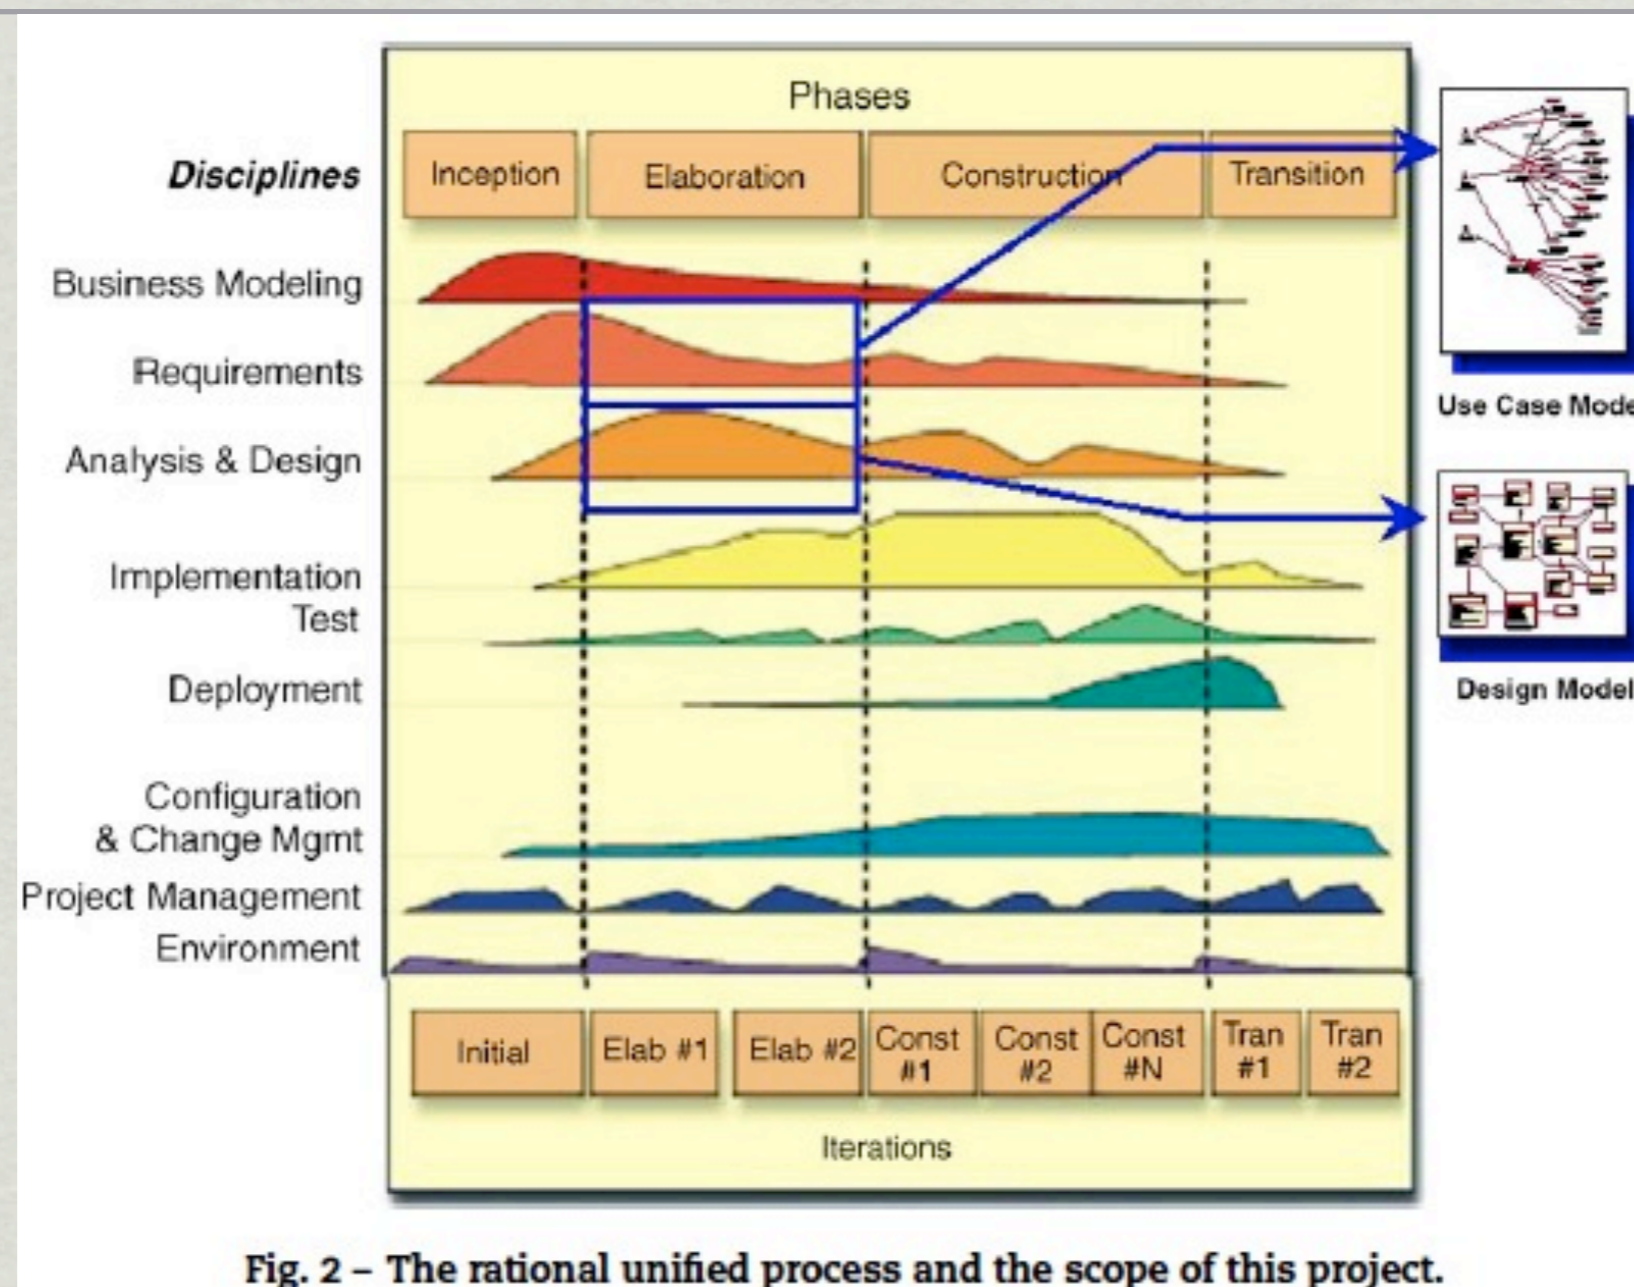 Phases
Disciplines
Inception
Elaboration
Construction
Transition
Business Modeling
Requirements
Analysis & Design
Implementation
Test
Deployment
Configuration
& Change Mgmt
Project Management
Environment
Use Case Mode
Design Model
Initial
Elab #1
Elab #2
Const
#1
Const
#2
Const
#N
Tran
#1
Tran
#2
Iterations
Fig. 2 – The rational unified process and the scope of this project.